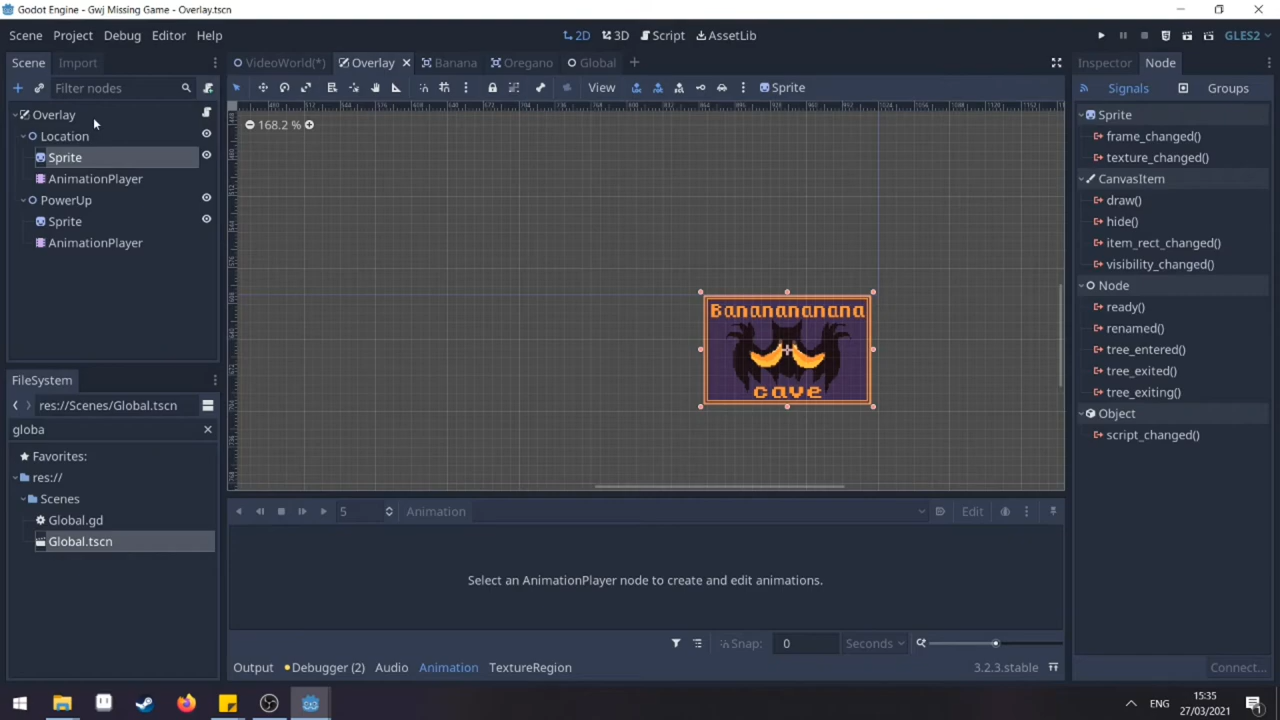 Godot Engine - Gwj Missing Game - Overlay.tscn
Scene Project Debug Editor Help
2D 3D Script AssetLib
GLES2
Scene Import
VideoWorld(*) Overlay Banana Oregano Global
Inspector Node
Filter nodes
View Sprite
Signals Groups
168.2 %
Overlay
Location
Sprite
AnimationPlayer
PowerUp
Sprite
AnimationPlayer
Banananananana
cave
Sprite
frame_changed()
texture_changed()
CanvasItem
draw()
hide()
item_rect_changed()
visibility_changed()
Node
ready()
renamed()
tree_entered()
tree_exited()
tree_exiting()
Object
script_changed()
FileSystem
res://Scenes/Global.tscn
globa
Favorites:
res://
Scenes
Global.gd
Global.tscn
5 Animation Edit
Select an AnimationPlayer node to create and edit animations.
Snap: 0 Seconds
Output Debugger (2) Audio Animation TextureRegion 3.2.3.stable
Connect...
ENG
15:35
27/03/2021